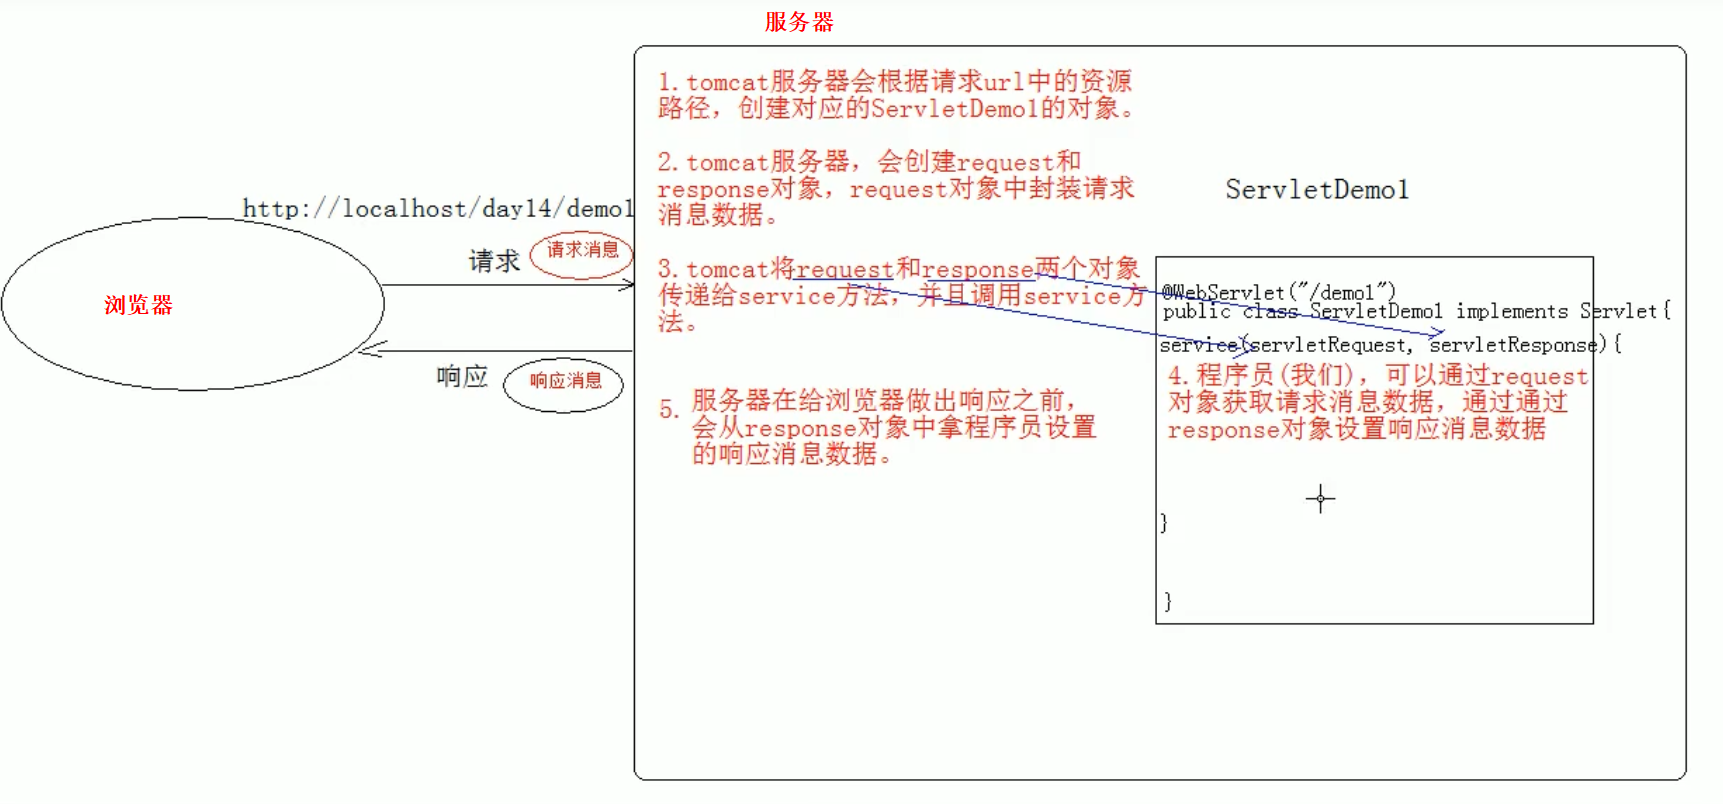 服务器
1.tomcat服务器会根据请求url中的资源
路径，创建对应的ServletDemo1的对象。
2.tomcat服务器，会创建request和
response对象，request对象中封装请求
消息数据。
ServletDemo1
http://localhost/day14/demo1
请求
请求消息
浏览器
3.tomcat将request和response两个对象
传递给service方法，并且调用service方
法。
@WebServlet("/demo1")
public class ServletDemo1 implements Servlet{
service(servletRequest, servletResponse){
4.程序员(我们)，可以通过request
对象获取请求消息数据，通过通过
response对象设置响应消息数据
}
}
响应
响应消息
5. 服务器在给浏览器做出响应之前，
会从response对象中拿程序员设置
的响应消息数据。